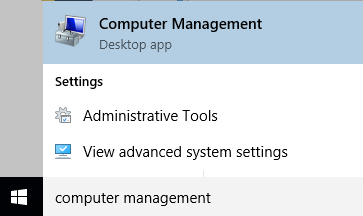 Computer Management
Desktop app
Settings
Administrative Tools
View advanced system settings
computer management